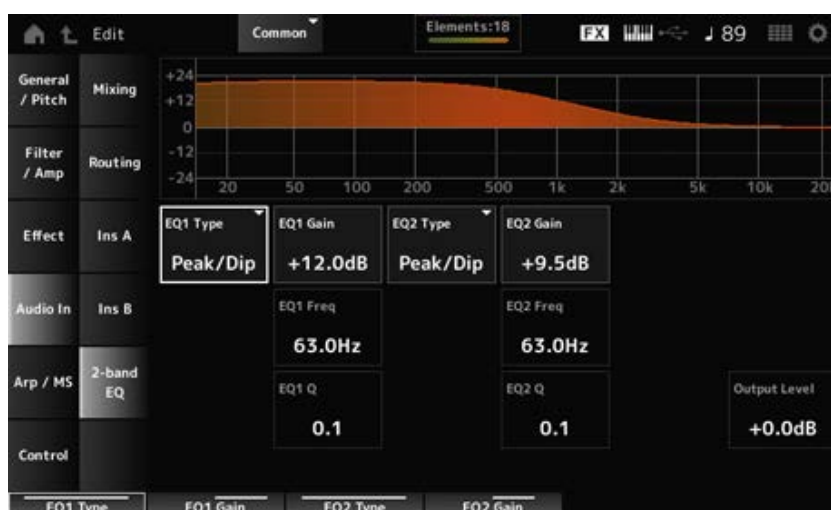 Edit
Common
Elements:18
FX
♩ 89
General / Pitch
Mixing
Filter / Amp
Routing
Effect
Ins A
Audio In
Ins B
Arp / MS
2-band EQ
Control
+24
+12
0
-12
-24
20 50 100 200 500 1k 2k 5k 10k 20
EQ1 Type
Peak/Dip
EQ1 Gain
+12.0dB
EQ2 Type
Peak/Dip
EQ2 Gain
+9.5dB
EQ1 Freq
63.0Hz
EQ2 Freq
63.0Hz
EQ1 Q
0.1
EQ2 Q
0.1
Output Level
+0.0dB
EQ1 Type
EQ1 Gain
EQ2 Type
EQ2 Gain